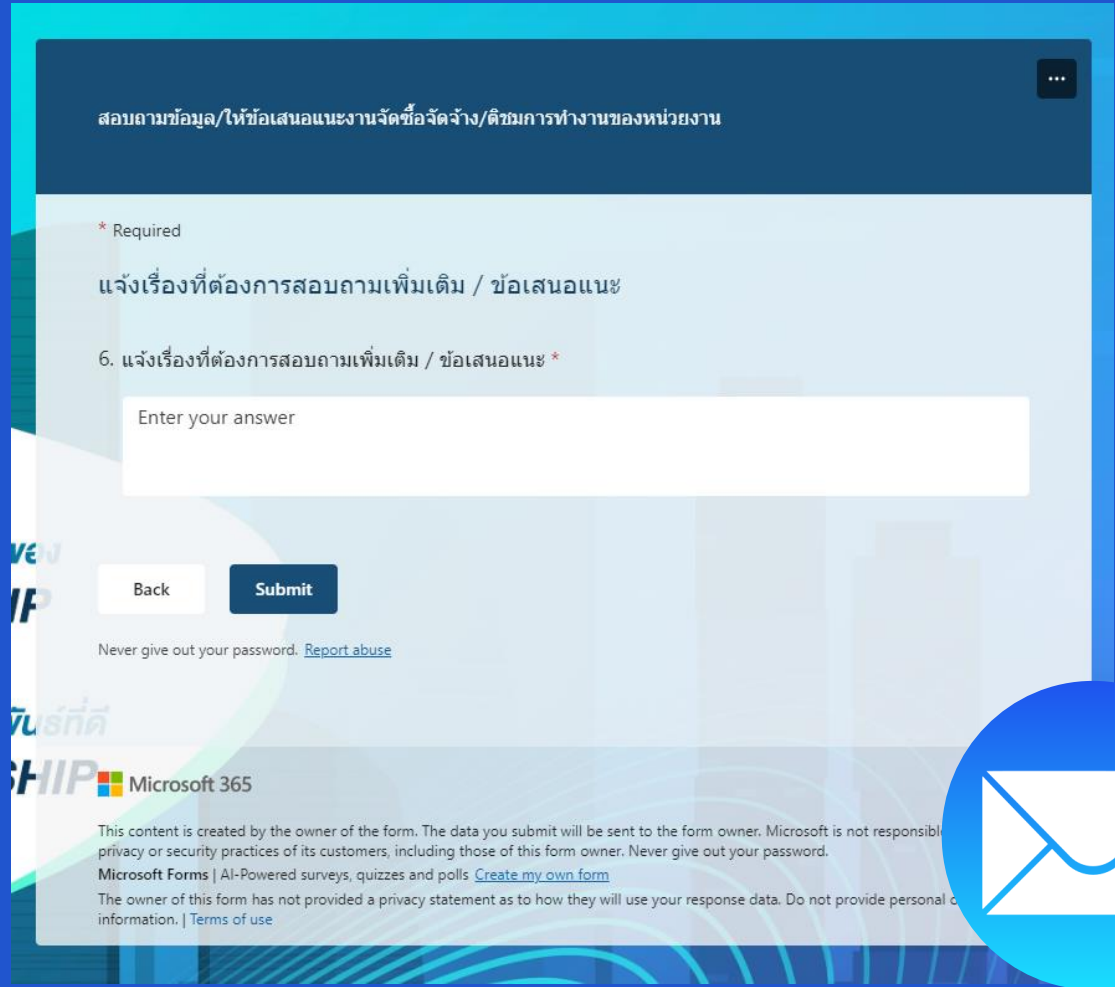 สอบถามข้อมูล/ให้ข้อเสนอแนะงานจัดซื้อจัดจ้าง/ติชมการทำงานของหน่วยงาน
* Required
แจ้งเรื่องที่ต้องการสอบถามเพิ่มเติม / ข้อเสนอแนะ
6. แจ้งเรื่องที่ต้องการสอบถามเพิ่มเติม / ข้อเสนอแนะ *
Enter your answer
Back Submit
Never give out your password. Report abuse
Microsoft 365
This content is created by the owner of the form. The data you submit will be sent to the form owner. Microsoft is not
privacy or security practices of its customers, including those of this form owner. Never give out your password.
Microsoft Forms | AI-Powered surveys, quizzes and polls Create my own form
The owner of this form has not provided a privacy statement as to how they will use your response data. Do not provide personal
information. | Terms of use